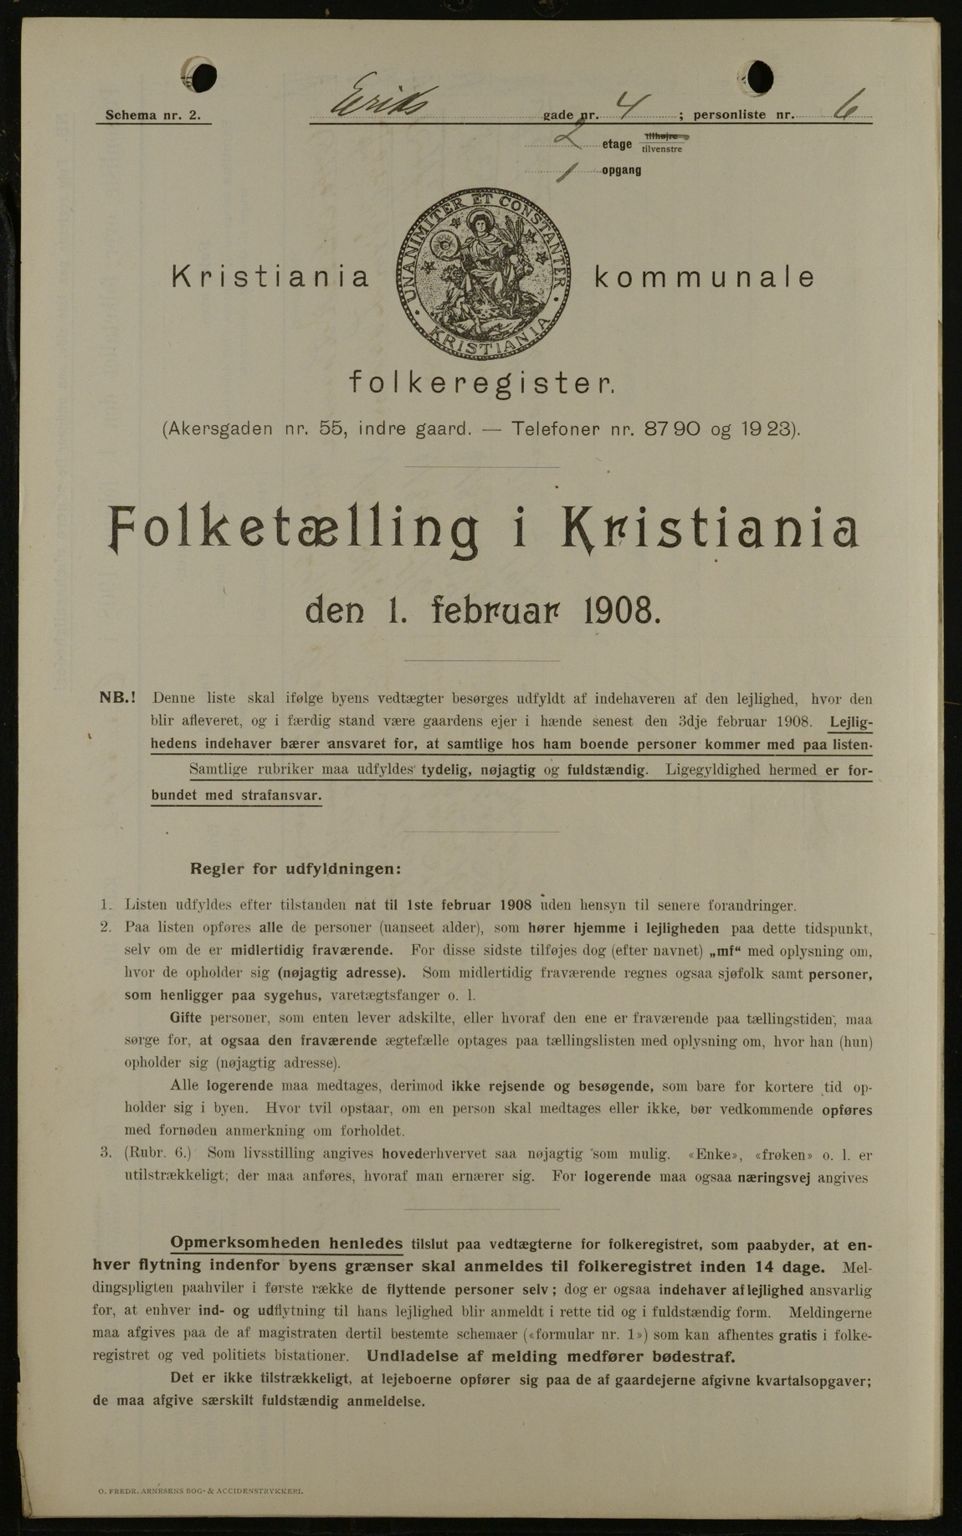 Schema nr. 2.
Eriks gade nr. 4 ; personliste nr. 6
2 etage tilhøjre tilvenstre
1 opgang
UNANIMITER ET CONSTANTER · KRISTIANIA ·
Kristiania kommunale
folkeregister.
(Akersgaden nr. 55, indre gaard. — Telefoner nr. 87 90 og 19 23).
Folketælling i Kristiania
den 1. februar 1908.
NB.! Denne liste skal ifølge byens vedtægter besørges udfyldt af indehaveren af den lejlighed, hvor den
blir afleveret, og i færdig stand være gaardens ejer i hænde senest den 3dje februar 1908. Lejlig-
hedens indehaver bærer ansvaret for, at samtlige hos ham boende personer kommer med paa listen.
Samtlige rubriker maa udfyldes tydelig, nøjagtig og fuldstændig. Ligegyldighed hermed er for-
bundet med strafansvar.
Regler for udfyldningen:
1. Listen udfyldes efter tilstanden nat til 1ste februar 1908 uden hensyn til senere forandringer.
2. Paa listen opføres alle de personer (uanseet alder), som hører hjemme i lejligheden paa dette tidspunkt,
selv om de er midlertidig fraværende. For disse sidste tilføjes dog (efter navnet) „mf“ med oplysning om,
hvor de opholder sig (nøjagtig adresse). Som midlertidig fraværende regnes ogsaa sjøfolk samt personer,
som henligger paa sygehus, varetægtsfanger o. l.
Gifte personer, som enten lever adskilte, eller hvoraf den ene er fraværende paa tællingstiden, maa
sørge for, at ogsaa den fraværende ægtefælle optages paa tællingslisten med oplysning om, hvor han (hun)
opholder sig (nøjagtig adresse).
Alle logerende maa medtages, derimod ikke rejsende og besøgende, som bare for kortere tid op-
holder sig i byen. Hvor tvil opstaar, om en person skal medtages eller ikke, bør vedkommende opføres
med fornøden anmerkning om forholdet.
3. (Rubr. 6.) Som livsstilling angives hovederhvervet saa nøjagtig som mulig. «Enke», «frøken» o. l. er
utilstrækkeligt; der maa anføres, hvoraf man ernærer sig. For logerende maa ogsaa næringsvej angives
Opmerksomheden henledes tilslut paa vedtægterne for folkeregistret, som paabyder, at en-
hver flytning indenfor byens grænser skal anmeldes til folkeregistret inden 14 dage. Mel-
dingspligten paahviler i første række de flyttende personer selv; dog er ogsaa indehaver af lejlighed ansvarlig
for, at enhver ind- og udflytning til hans lejlighed blir anmeldt i rette tid og i fuldstændig form. Meldingerne
maa afgives paa de af magistraten dertil bestemte schemaer («formular nr. 1») som kan afhentes gratis i folke-
registret og ved politiets bistationer. Undladelse af melding medfører bødestraf.
Det er ikke tilstrækkeligt, at lejeboerne opfører sig paa de af gaardejerne afgivne kvartalsopgaver;
de maa afgive særskilt fuldstændig anmeldelse.
O. FREDR. ARNESENS BOG- & ACCIDENSTRYKKERI.